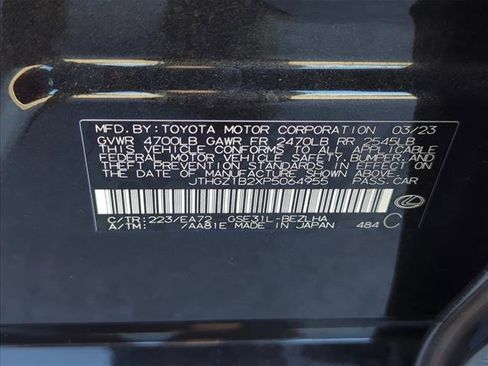 MFD. BY: TOYOTA MOTOR CORPORATION 03/23
GVWR 4700LB GAWR FR 2470LB RR 2545LB
THIS VEHICLE CONFORMS TO ALL APPLICABLE
FEDERAL MOTOR VEHICLE SAFETY, BUMPER, AND
THEFT PREVENTION STANDARDS IN EFFECT ON
THE DATE OF MANUFACTURE SHOWN ABOVE.
JTHGZ1B2XP5064955 PASS. CAR
C/TR: 223/EA72 GSE31L-BEZLHA C
A/TM: /AA81E MADE IN JAPAN 484